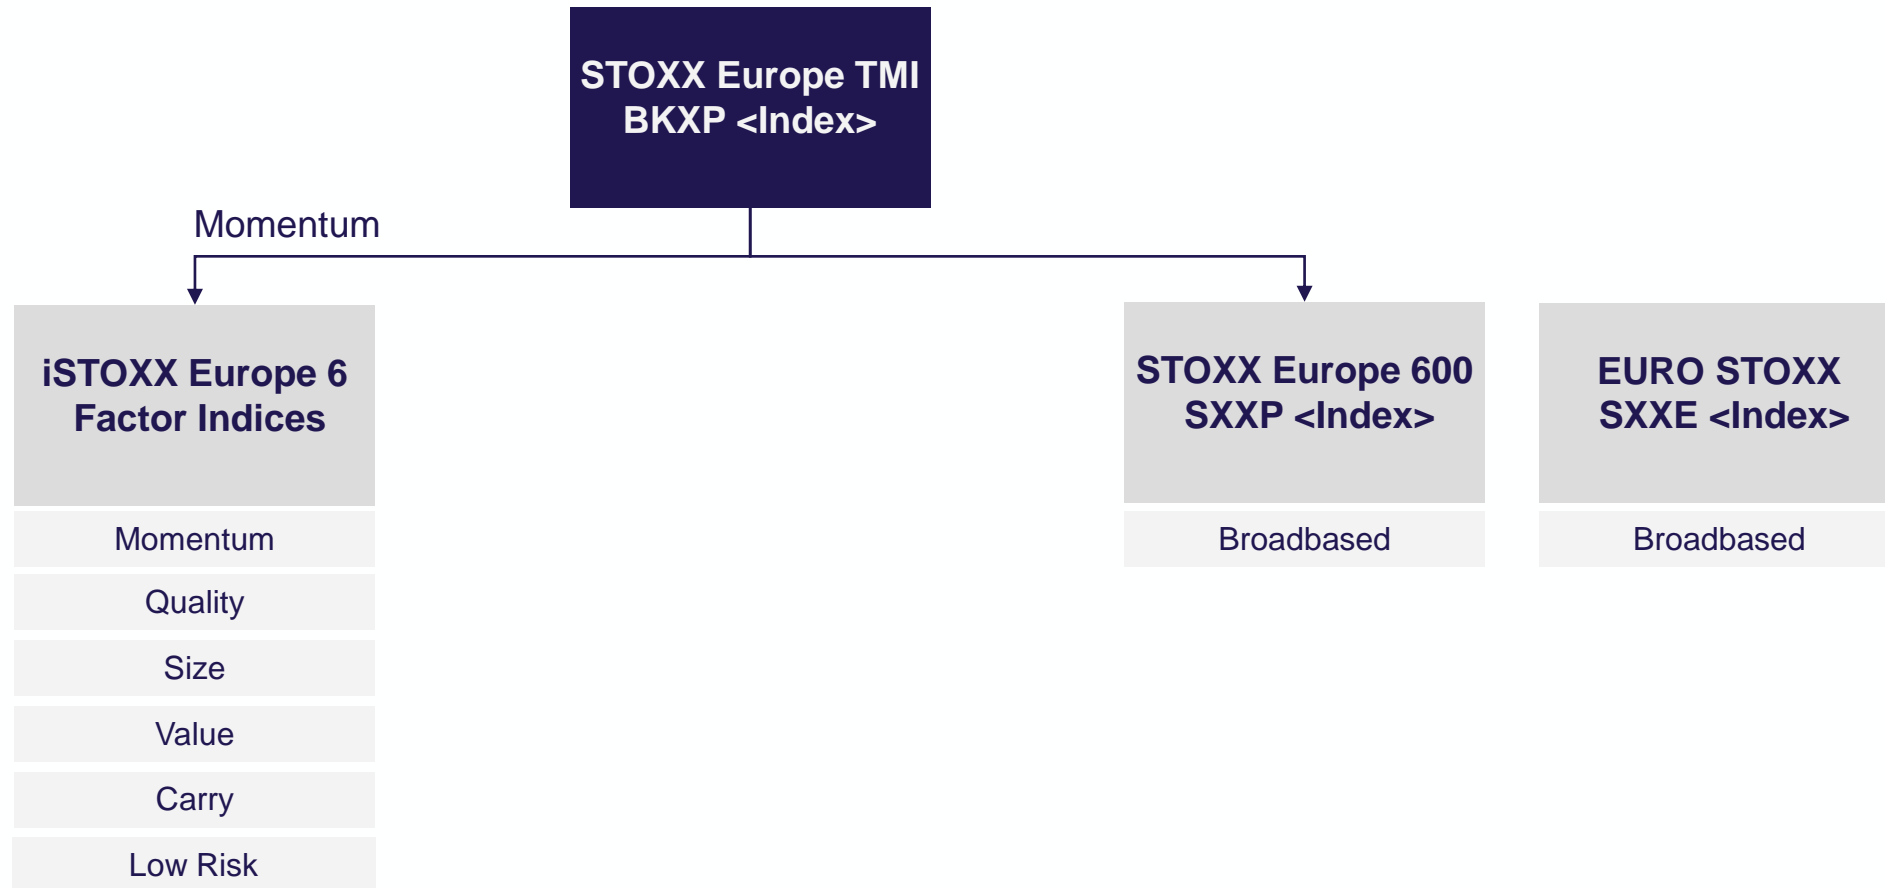 STOXX Europe TMI
BKXP <Index>
Momentum
iSTOXX Europe 6
Factor Indices
STOXX Europe 600
SXXP <Index>
EURO STOXX
SXXE <Index>
Momentum
Broadbased
Broadbased
Quality
Size
Value
Carry
Low Risk